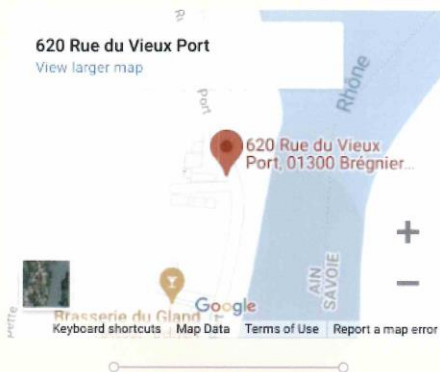 620 Rue du Vieux Port
View larger map
Ru
port
Rhône
620 Rue du Vieux
Port, 01300 Brégnier...
AIN
SAVOIE
Brasserie du Gland
Google
Keyboard shortcuts Map Data Terms of Use Report a map error